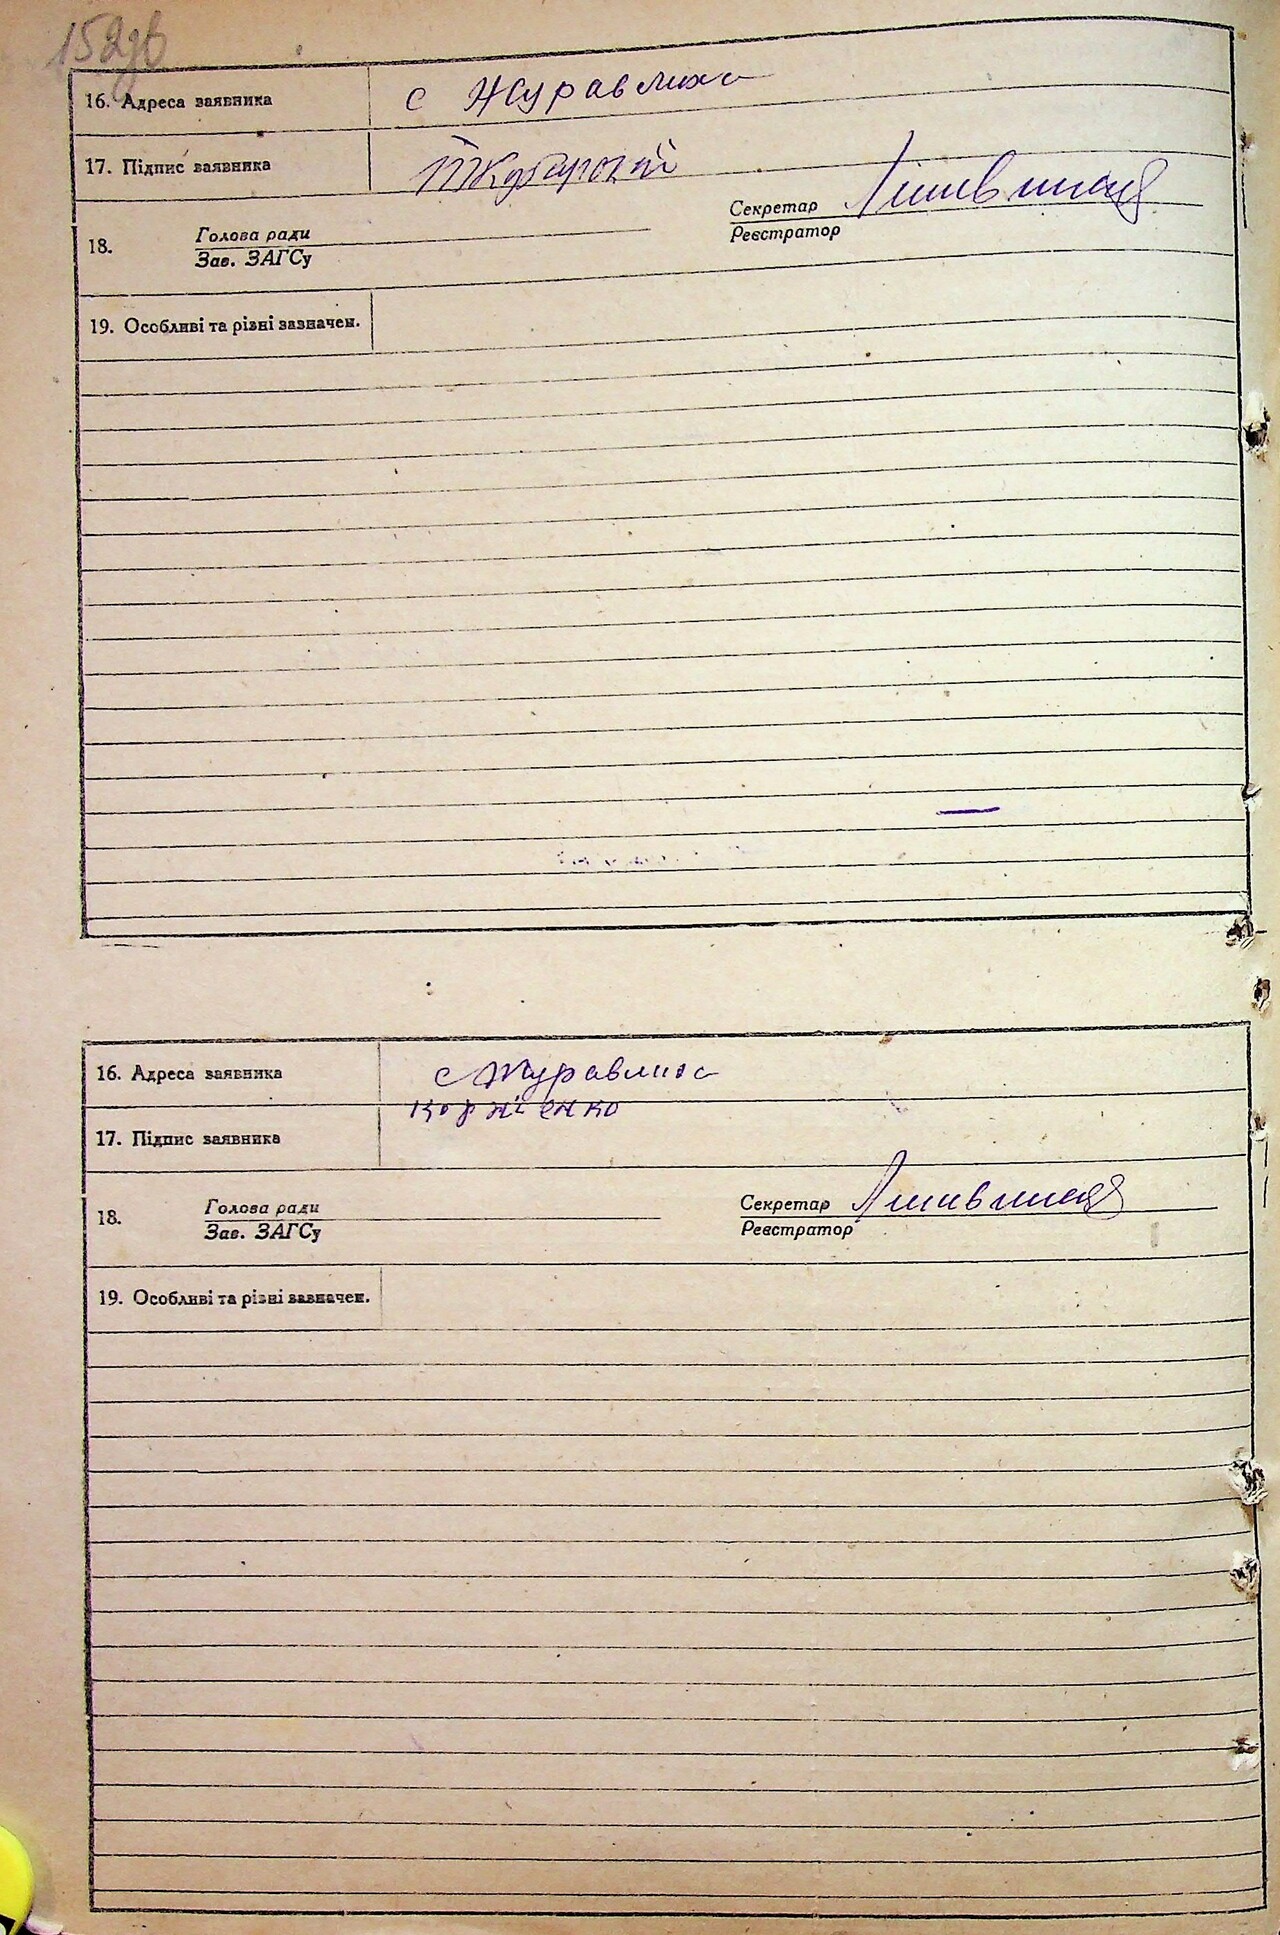 152зв
16. Адреса заявника с Журавлиха
17. Підпис заявника
Секретар
Реєстратор
18. Голова ради
Зав. ЗАГСу
19. Особливі та різні зазначен.
16. Адреса заявника с Журавлиха
Корнієнко
17. Підпис заявника
Секретар
Реєстратор
18. Голова ради
Зав. ЗАГСу
19. Особливі та різні зазначен.